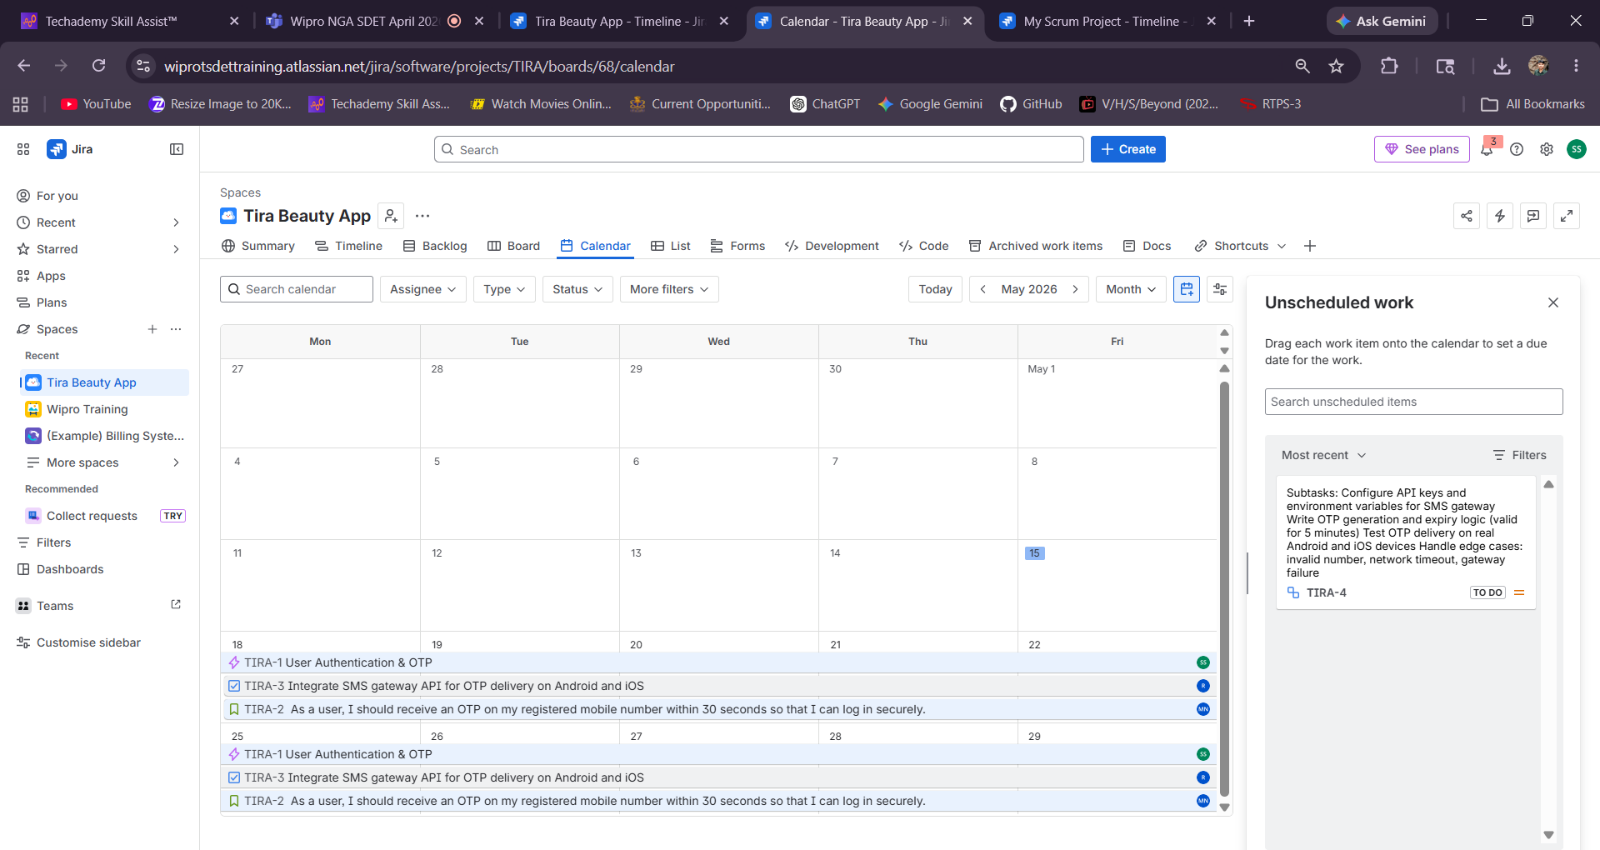 Techademy Skill Assist™
Wipro NGA SDET April 202
Tira Beauty App - Timeline - Jir
Calendar - Tira Beauty App - Ji
My Scrum Project - Timeline -
Ask Gemini
wiprotsdettraining.atlassian.net/jira/software/projects/TIRA/boards/68/calendar
YouTube
Resize Image to 20K...
Techademy Skill Ass...
Watch Movies Onlin...
Current Opportuniti...
ChatGPT
Google Gemini
GitHub
V/H/S/Beyond (202...
RTPS-3
All Bookmarks
Jira
Search
Create
See plans
3
SS
For you
Recent
Starred
Apps
Plans
Spaces
Recent
Tira Beauty App
Wipro Training
(Example) Billing Syste...
More spaces
Recommended
Collect requests
TRY
Filters
Dashboards
Teams
Customise sidebar
Spaces
Tira Beauty App
Summary
Timeline
Backlog
Board
Calendar
List
Forms
Development
Code
Archived work items
Docs
Shortcuts
Search calendar
Assignee
Type
Status
More filters
Today
May 2026
Month
Mon Tue Wed Thu Fri
27 28 29 30 May 1
4 5 6 7 8
11 12 13 14 15
18 19 20 21 22
TIRA-1 User Authentication & OTP SS
TIRA-3 Integrate SMS gateway API for OTP delivery on Android and iOS R
TIRA-2 As a user, I should receive an OTP on my registered mobile number within 30 seconds so that I can log in securely. MN
25 26 27 28 29
TIRA-1 User Authentication & OTP SS
TIRA-3 Integrate SMS gateway API for OTP delivery on Android and iOS R
TIRA-2 As a user, I should receive an OTP on my registered mobile number within 30 seconds so that I can log in securely. MN
Unscheduled work
Drag each work item onto the calendar to set a due
date for the work.
Search unscheduled items
Most recent
Filters
Subtasks: Configure API keys and
environment variables for SMS gateway
Write OTP generation and expiry logic (valid
for 5 minutes) Test OTP delivery on real
Android and iOS devices Handle edge cases:
invalid number, network timeout, gateway
failure
TIRA-4
TO DO